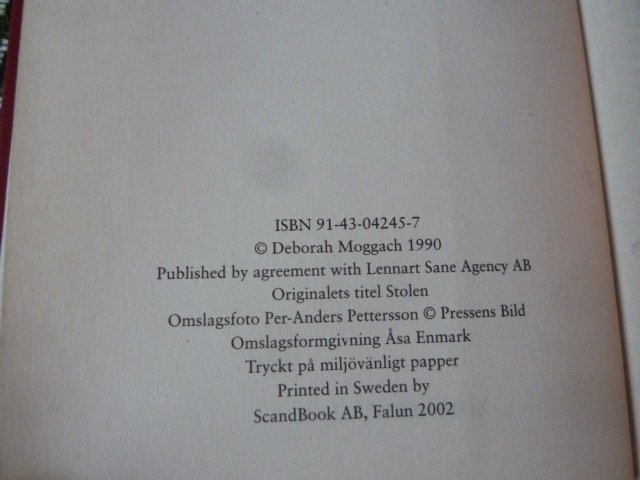 ISBN 91-43-04245-7
© Deborah Moggach 1990
Published by agreement with Lennart Sane Agency AB
Originalets titel Stolen
Omslagsfoto Per-Anders Pettersson © Pressens Bild
Omslagsformgivning Åsa Enmark
Tryckt på miljövänligt papper
Printed in Sweden by
ScandBook AB, Falun 2002